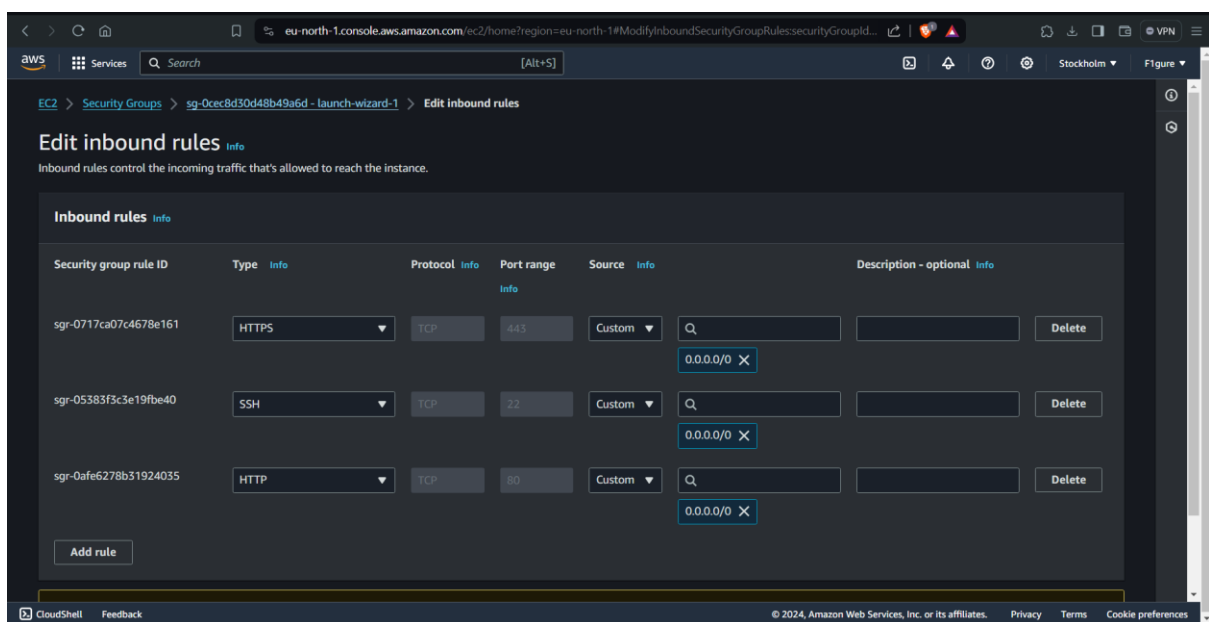 eu-north-1.console.aws.amazon.com/ec2/home?region=eu-north-1#ModifyInboundSecurityGroupRules:securityGroupId... VPN
aws Services Search [Alt+S] Stockholm F1gure
EC2 > Security Groups > sg-0cec8d30d48b49a6d - launch-wizard-1 > Edit inbound rules
Edit inbound rules Info
Inbound rules control the incoming traffic that's allowed to reach the instance.
Inbound rules Info
Security group rule ID Type Info Protocol Info Port range Info Source Info Description - optional Info
sgr-0717ca07c4678e161 HTTPS TCP 443 Custom Delete
0.0.0.0/0
sgr-05383f3c3e19fbe40 SSH TCP 22 Custom Delete
0.0.0.0/0
sgr-0afe6278b31924035 HTTP TCP 80 Custom Delete
0.0.0.0/0
Add rule
CloudShell Feedback © 2024, Amazon Web Services, Inc. or its affiliates. Privacy Terms Cookie preferences